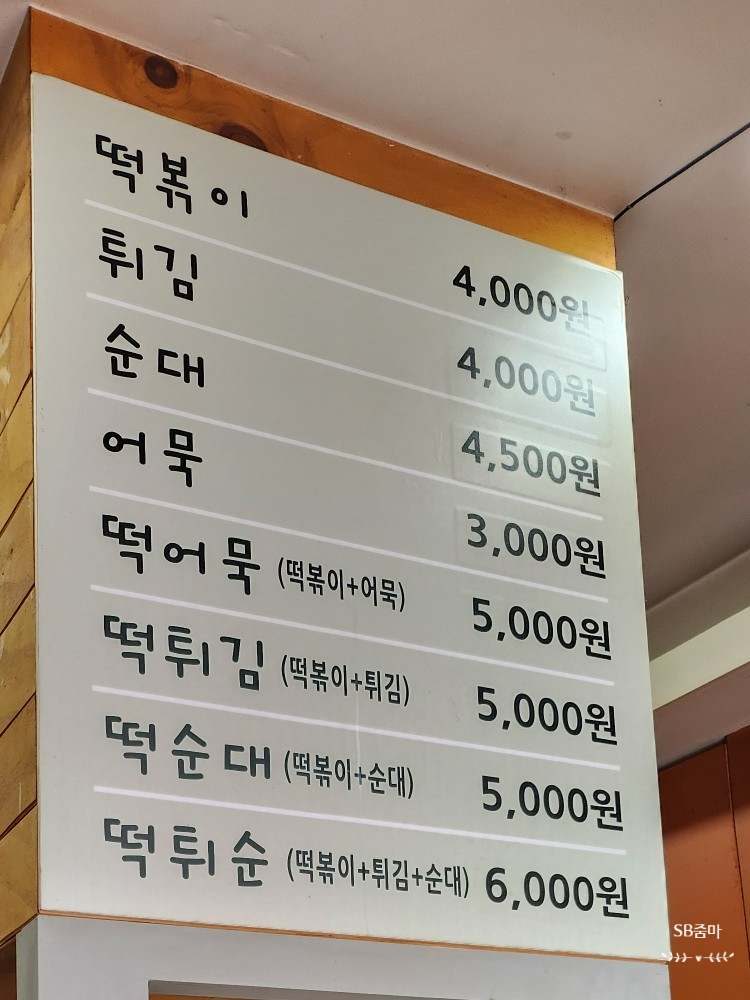 떡볶이 4,000원
튀김 4,000원
순대 4,500원
어묵 3,000원
떡어묵 (떡볶이+어묵) 5,000원
떡튀김 (떡볶이+튀김) 5,000원
떡순대 (떡볶이+순대) 5,000원
떡튀순 (떡볶이+튀김+순대) 6,000원
SB줌마